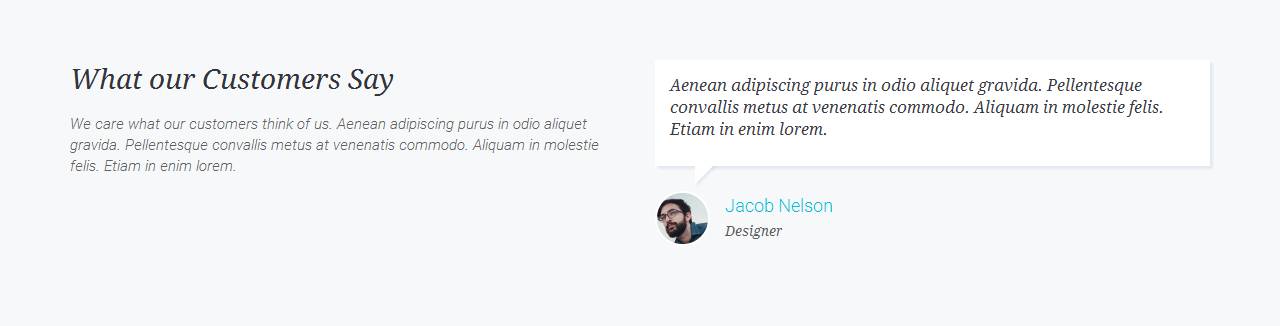 What our Customers Say
We care what our customers think of us. Aenean adipiscing purus in odio aliquet
gravida. Pellentesque convallis metus at venenatis commodo. Aliquam in molestie
felis. Etiam in enim lorem.
Aenean adipiscing purus in odio aliquet gravida. Pellentesque
convallis metus at venenatis commodo. Aliquam in molestie felis.
Etiam in enim lorem.
Jacob Nelson
Designer